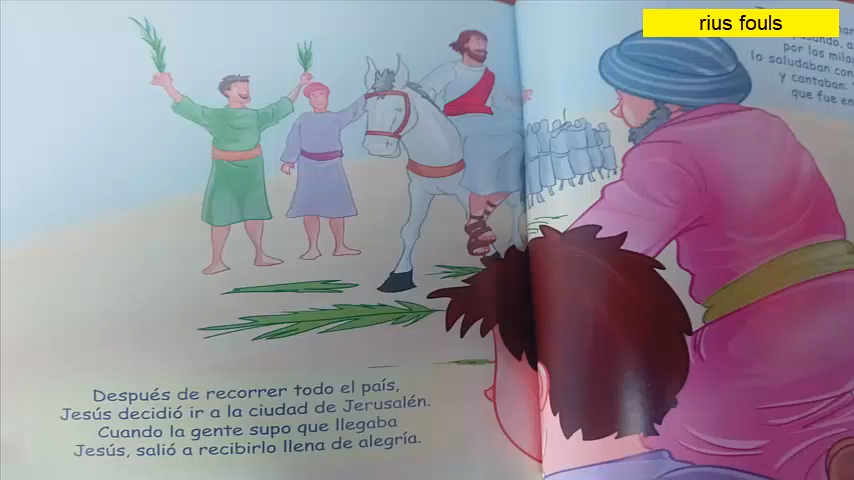 rius fouls
Después de recorrer todo el país,
Jesús decidió ir a la ciudad de Jerusalén.
Cuando la gente supo que llegaba
Jesús, salió a recibirlo llena de alegría.
por los
lo saludaban con
y cantaban:
que fue en